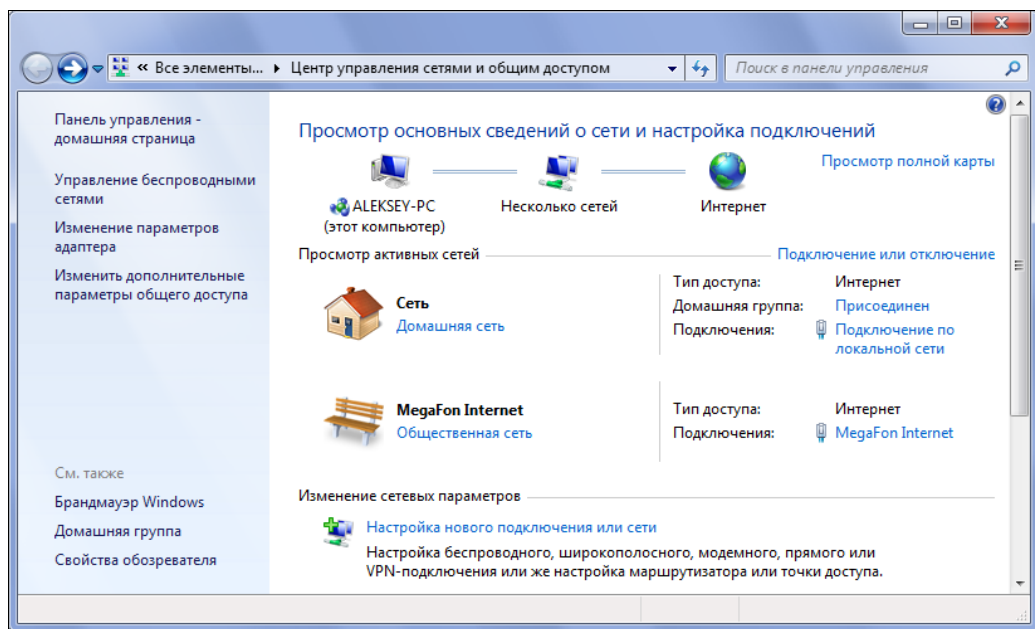 « Все элементы... ▸ Центр управления сетями и общим доступом
Поиск в панели управления
Панель управления -
домашняя страница
Управление беспроводными
сетями
Изменение параметров
адаптера
Изменить дополнительные
параметры общего доступа
См. также
Брандмауэр Windows
Домашняя группа
Свойства обозревателя
Просмотр основных сведений о сети и настройка подключений
Просмотр полной карты
ALEKSEY-PC
(этот компьютер)
Несколько сетей
Интернет
Просмотр активных сетей
Подключение или отключение
Сеть
Домашняя сеть
Тип доступа: Интернет
Домашняя группа: Присоединен
Подключения: Подключение по
локальной сети
MegaFon Internet
Общественная сеть
Тип доступа: Интернет
Подключения: MegaFon Internet
Изменение сетевых параметров
Настройка нового подключения или сети
Настройка беспроводного, широкополосного, модемного, прямого или
VPN-подключения или же настройка маршрутизатора или точки доступа.